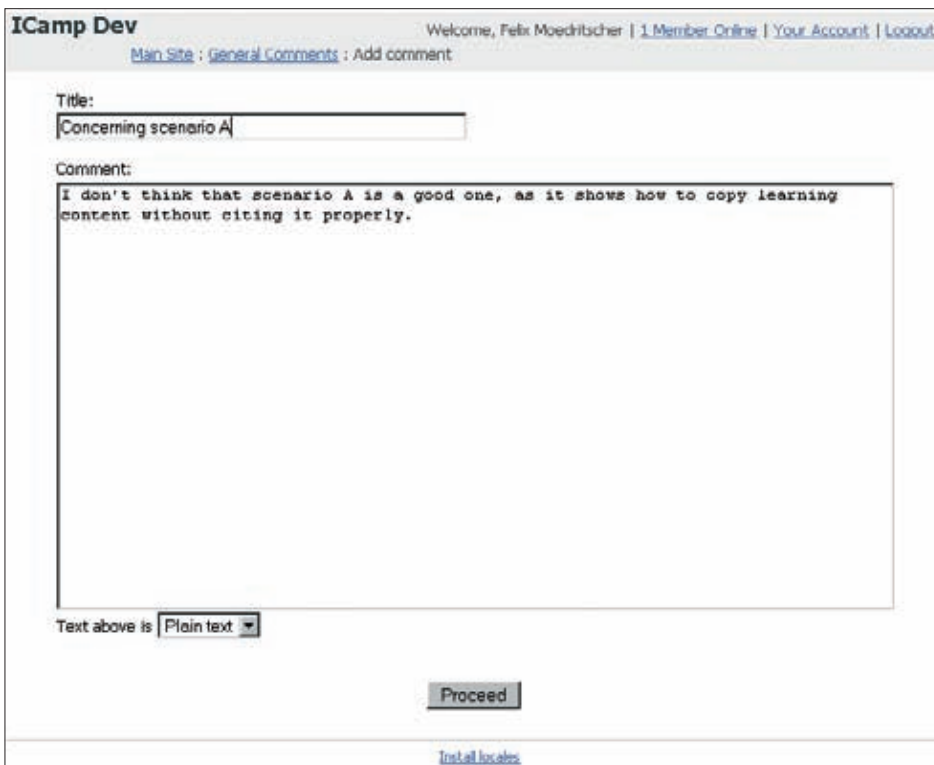 ICamp Dev
Welcome, Felix Moedritscher | 1 Member Online | Your Account | Logout
Main Site : General Comments : Add comment
Title:
Concerning scenario A
Comment:
I don't think that scenario A is a good one, as it shows how to copy learning
content without citing it properly.
Text above is Plain text
Proceed
Install locales